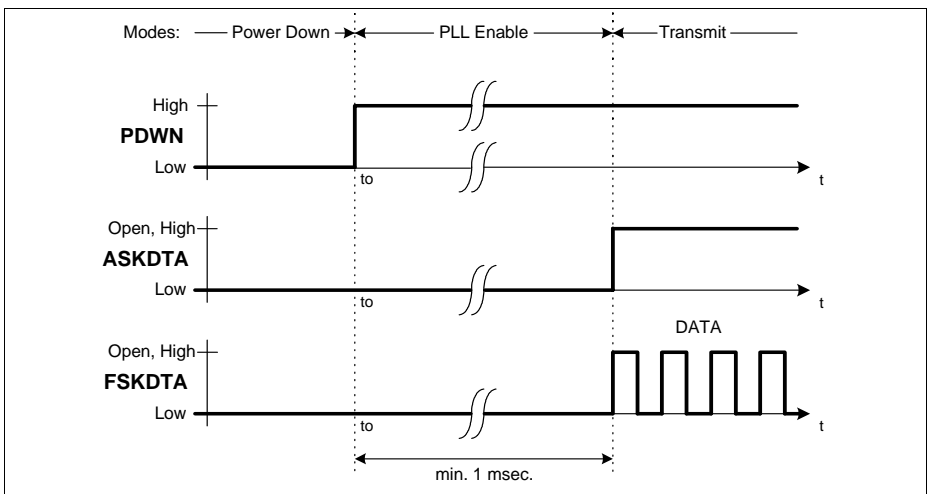 Modes: Power Down PLL Enable Transmit
High
PDWN
Low
to
t
Open, High
ASKDTA
Low
to
t
DATA
Open, High
FSKDTA
Low
to
t
min. 1 msec.